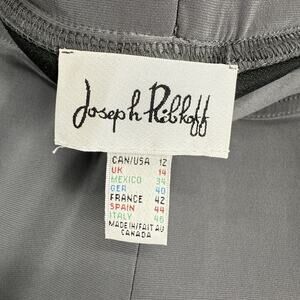 Joseph Ribkoff
CAN/USA 12
UK 14
MEXICO 34
GER 40
FRANCE 42
SPAIN 44
ITALY 46
MADE IN/FAIT AU
CANADA